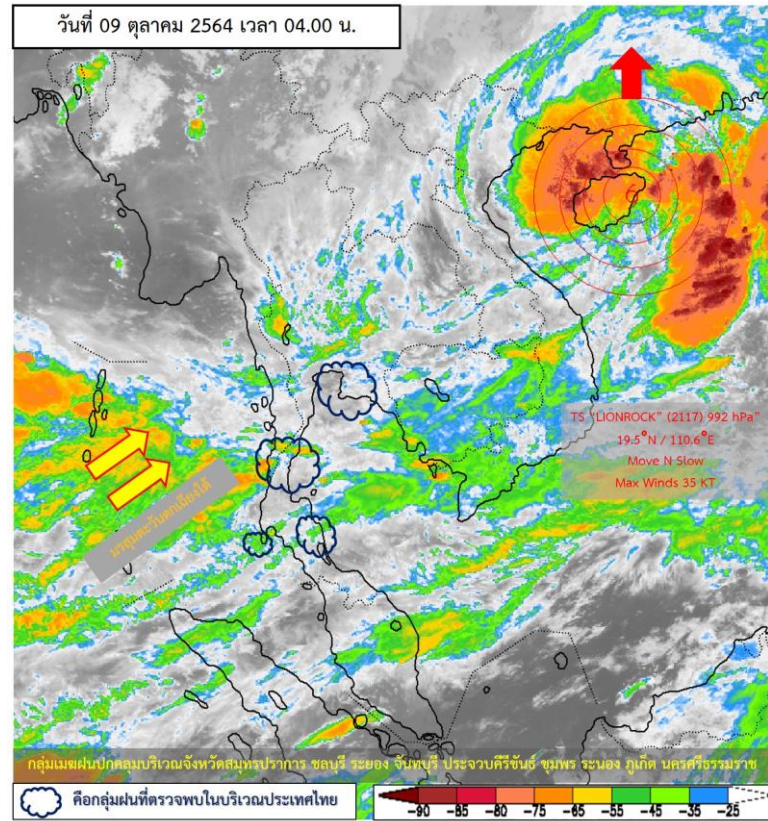 วันที่ 09 ตุลาคม 2564 เวลา 04.00 น.
TS "LIONROCK" (2117) 992 hPa"
19.5°N / 110.6°E
Move N Slow
Max Winds 35 KT
มรสุมตะวันตกเฉียงใต้
กลุ่มเมฆฝนปกคลุมบริเวณจังหวัดสมุทรปราการ ชลบุรี ระยอง จันทบุรี ประจวบคีรีขันธ์ ชุมพร ระนอง ภูเก็ต นครศรีธรรมราช
คือกลุ่มฝนที่ตรวจพบในบริเวณประเทศไทย
-90 -85 -80 -75 -65 -55 -45 -35 -25